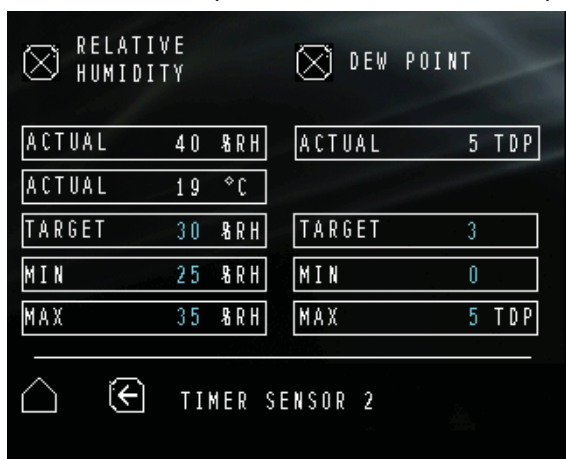 RELATIVE
HUMIDITY
DEW POINT
ACTUAL 40 %RH
ACTUAL 5 TDP
ACTUAL 19 °C
TARGET 30 %RH
TARGET 3
MIN 25 %RH
MIN 0
MAX 35 %RH
MAX 5 TDP
TIMER SENSOR 2